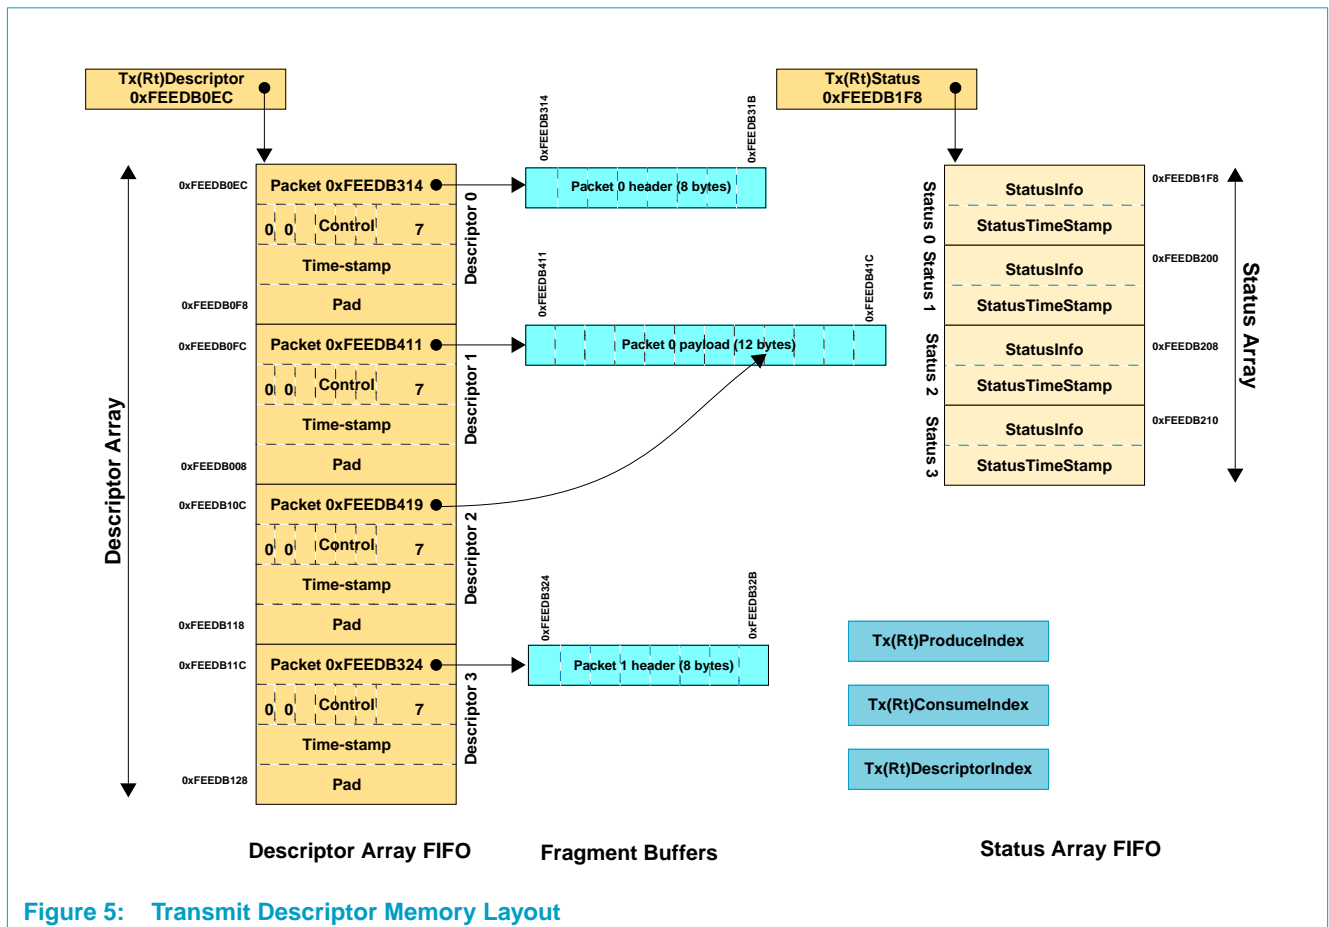 Tx(Rt)Descriptor
0xFEEDB0EC
Tx(Rt)Status
0xFEEDB1F8
Descriptor Array
0xFEEDB0EC
Packet 0xFEEDB314
0 0 Control 7
Time-stamp
0xFEEDB0F8
Pad
Descriptor 0
0xFEEDB0FC
Packet 0xFEEDB411
0 0 Control 7
Time-stamp
0xFEEDB008
Pad
Descriptor 1
0xFEEDB10C
Packet 0xFEEDB419
0 0 Control 7
Time-stamp
0xFEEDB118
Pad
Descriptor 2
0xFEEDB11C
Packet 0xFEEDB324
0 0 Control 7
Time-stamp
0xFEEDB128
Pad
Descriptor 3
0xFEEDB314
0xFEEDB31B
Packet 0 header (8 bytes)
0xFEEDB411
0xFEEDB41C
Packet 0 payload (12 bytes)
0xFEEDB324
0xFEEDB32B
Packet 1 header (8 bytes)
Status 0
StatusInfo
0xFEEDB1F8
StatusTimeStamp
Status 1
StatusInfo
0xFEEDB200
StatusTimeStamp
Status 2
StatusInfo
0xFEEDB208
StatusTimeStamp
Status 3
StatusInfo
0xFEEDB210
StatusTimeStamp
Status Array
Tx(Rt)ProduceIndex
Tx(Rt)ConsumeIndex
Tx(Rt)DescriptorIndex
Descriptor Array FIFO
Fragment Buffers
Status Array FIFO
Figure 5: Transmit Descriptor Memory Layout